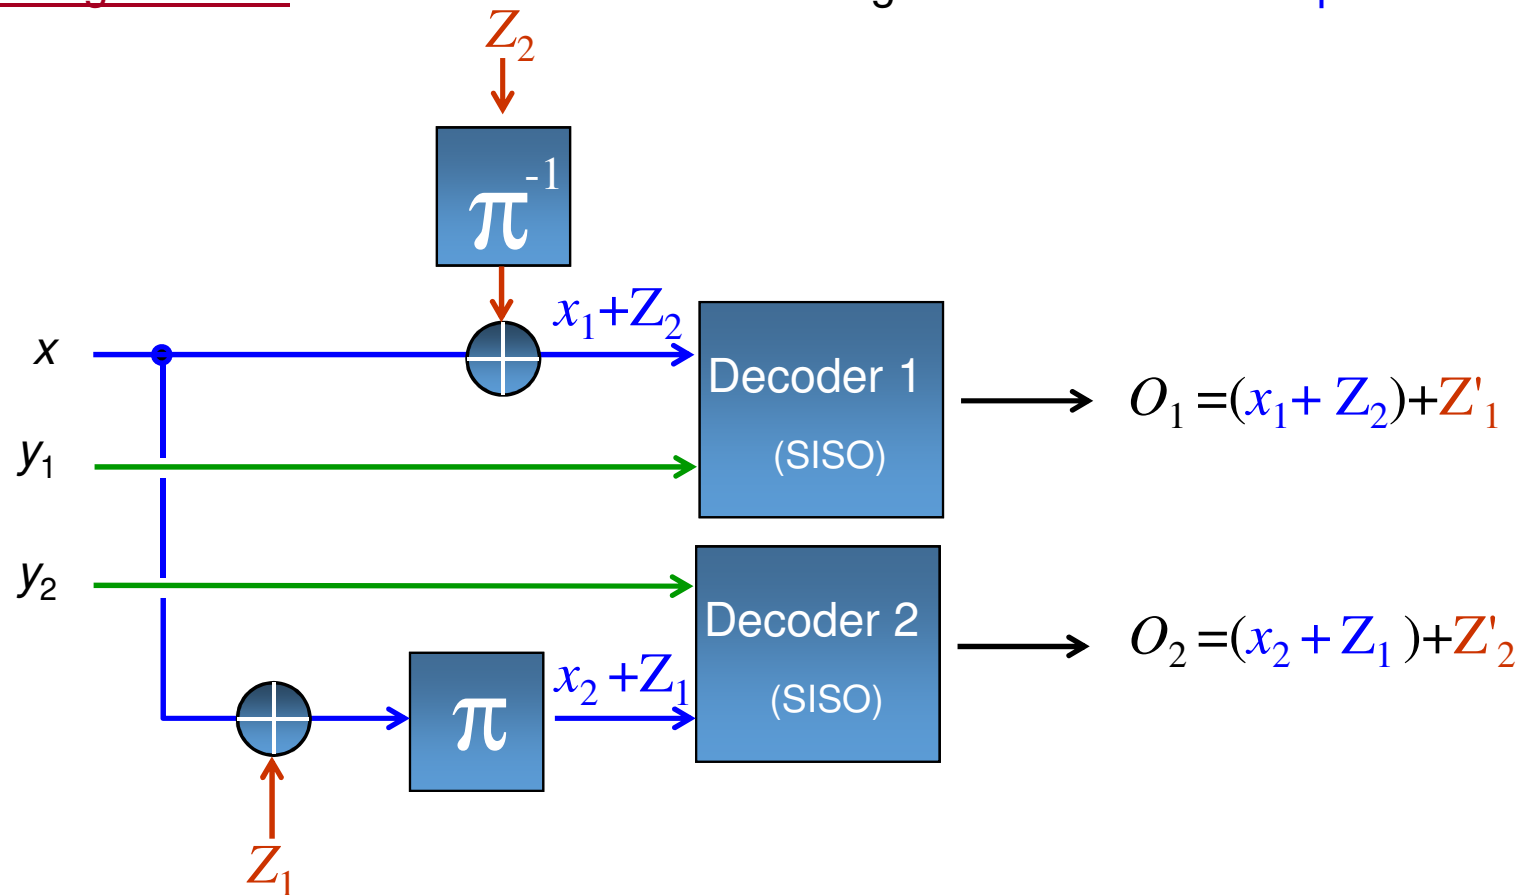 Z2
π-1
x1+Z2
x
Decoder 1
(SISO)
O1 =(x1+ Z2)+Z'1
y1
y2
Decoder 2
(SISO)
O2 =(x2 + Z1 )+Z'2
π
x2 +Z1
Z1